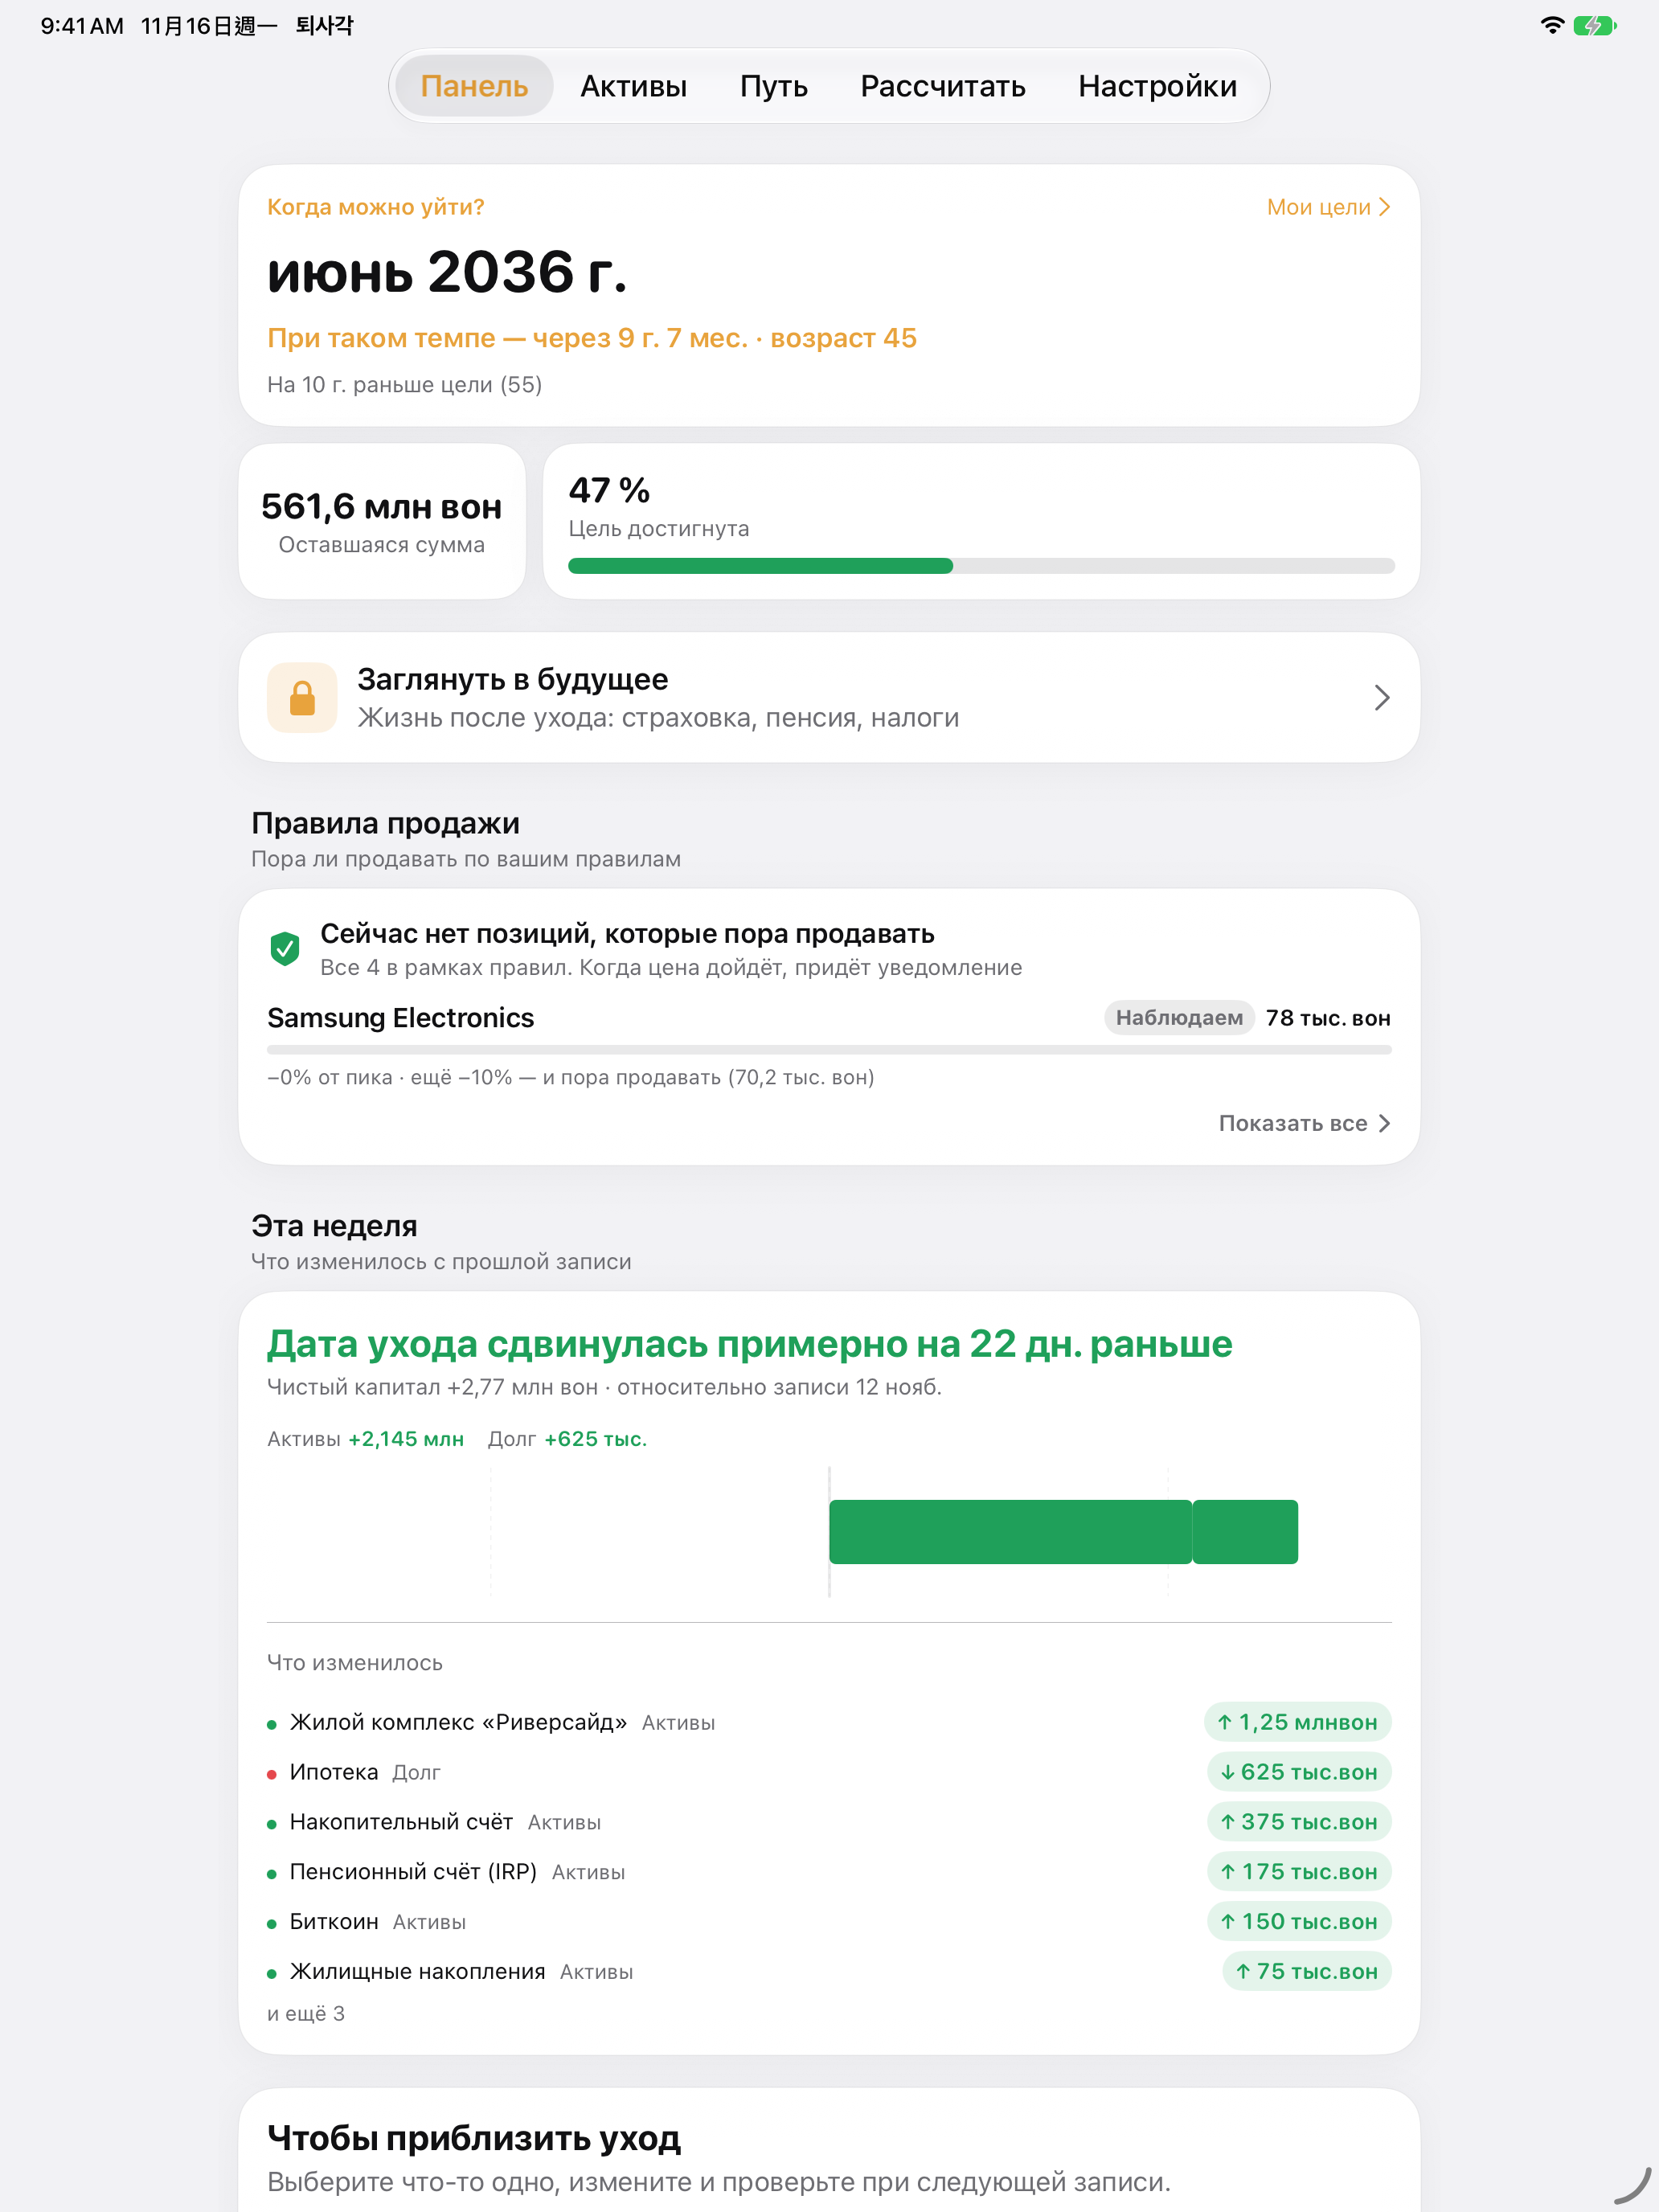 9:41 AM 11月16日週一 퇴사각
Панель Активы Путь Рассчитать Настройки
Когда можно уйти? Мои цели
июнь 2036 г.
При таком темпе — через 9 г. 7 мес. · возраст 45
На 10 г. раньше цели (55)
561,6 млн вон
Оставшаяся сумма
47 %
Цель достигнута
Заглянуть в будущее
Жизнь после ухода: страховка, пенсия, налоги
Правила продажи
Пора ли продавать по вашим правилам
Сейчас нет позиций, которые пора продавать
Все 4 в рамках правил. Когда цена дойдёт, придёт уведомление
Samsung Electronics Наблюдаем 78 тыс. вон
−0% от пика · ещё −10% — и пора продавать (70,2 тыс. вон)
Показать все
Эта неделя
Что изменилось с прошлой записи
Дата ухода сдвинулась примерно на 22 дн. раньше
Чистый капитал +2,77 млн вон · относительно записи 12 нояб.
Активы +2,145 млн Долг +625 тыс.
Что изменилось
Жилой комплекс «Риверсайд» Активы ↑ 1,25 млнвон
Ипотека Долг ↓ 625 тыс.вон
Накопительный счёт Активы ↑ 375 тыс.вон
Пенсионный счёт (IRP) Активы ↑ 175 тыс.вон
Биткоин Активы ↑ 150 тыс.вон
Жилищные накопления Активы ↑ 75 тыс.вон
и ещё 3
Чтобы приблизить уход
Выберите что-то одно, измените и проверьте при следующей записи.